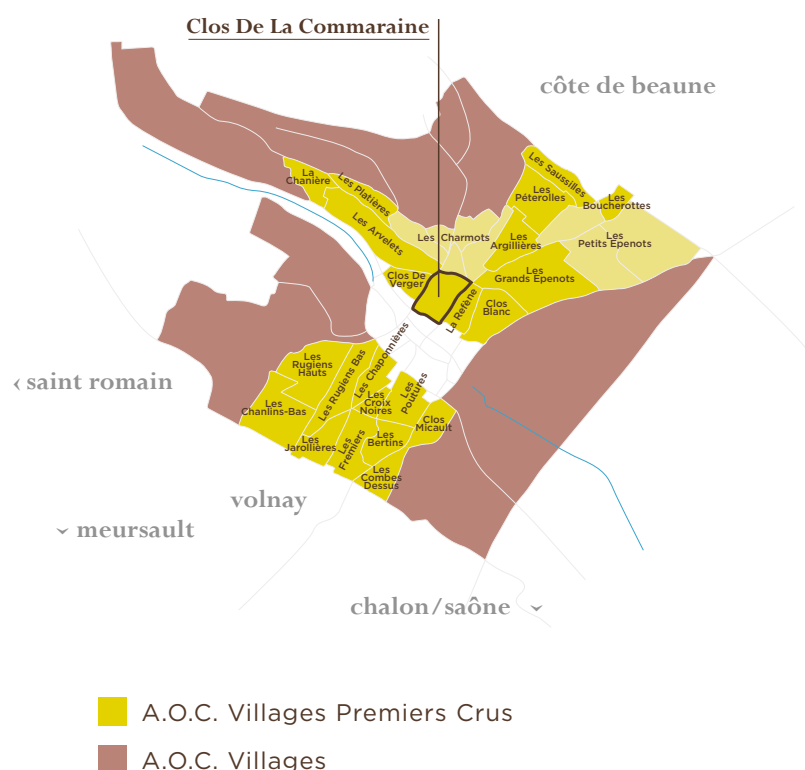 Clos De La Commaraine
côte de beaune
Les Saussilles
La
Chanière
Les Platières
Les
Péterolles
Les
Boucherottes
Les Arvelets
Les Charmots
Les
Argillières
Les
Petits Epenots
Clos De
Verger
Les
Grands Epenots
La Refène
Clos
Blanc
Les
Rugiens
Hauts
Les Rugiens Bas
Les Chaponnières
‹ saint romain
Les
Chanlins-Bas
Les
Croix
Noires
Les
Poutures
Clos
Micault
Les
Jarollières
Les
Fremiers
Les
Bertins
Les
Combes
Dessus
volnay
meursault
chalon/saône
A.O.C. Villages Premiers Crus
A.O.C. Villages